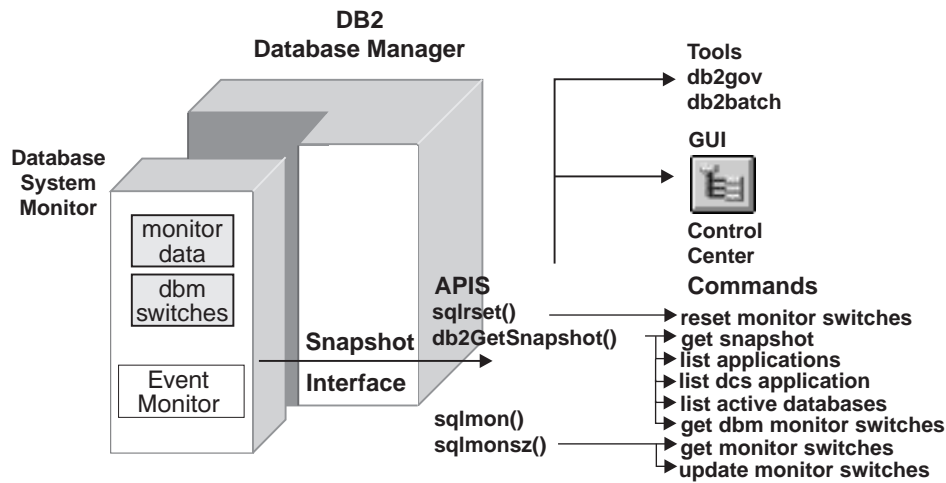 DB2
Database Manager
Database
System
Monitor
monitor
data
dbm
switches
Event
Monitor
Snapshot
Interface
APIS
sqlrset()
db2GetSnapshot()
sqlmon()
sqlmonsz()
Tools
db2gov
db2batch
GUI
Control
Center
Commands
reset monitor switches
get snapshot
list applications
list dcs application
list active databases
get dbm monitor switches
get monitor switches
update monitor switches